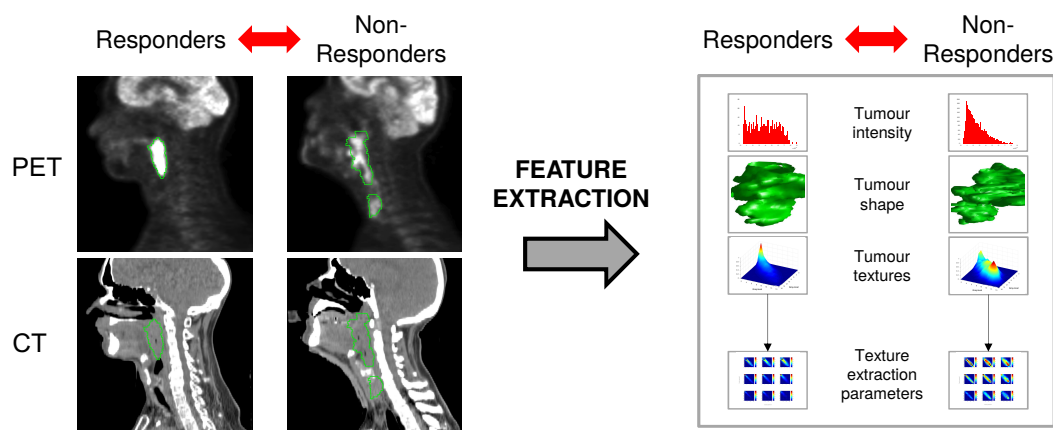 Responders
Non-
Responders
PET
CT
FEATURE
EXTRACTION
Responders
Non-
Responders
Tumour
intensity
Tumour
shape
Tumour
textures
Texture
extraction
parameters